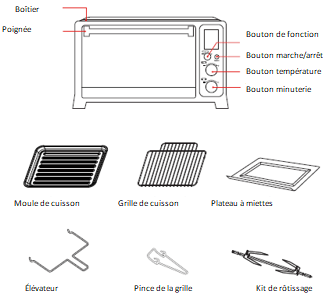 Boîtier
Poignée
Bouton de fonction
Bouton marche/arrêt
Bouton température
Bouton minuterie
Moule de cuisson
Grille de cuisson
Plateau à miettes
Élévateur
Pince de la grille
Kit de rôtissage